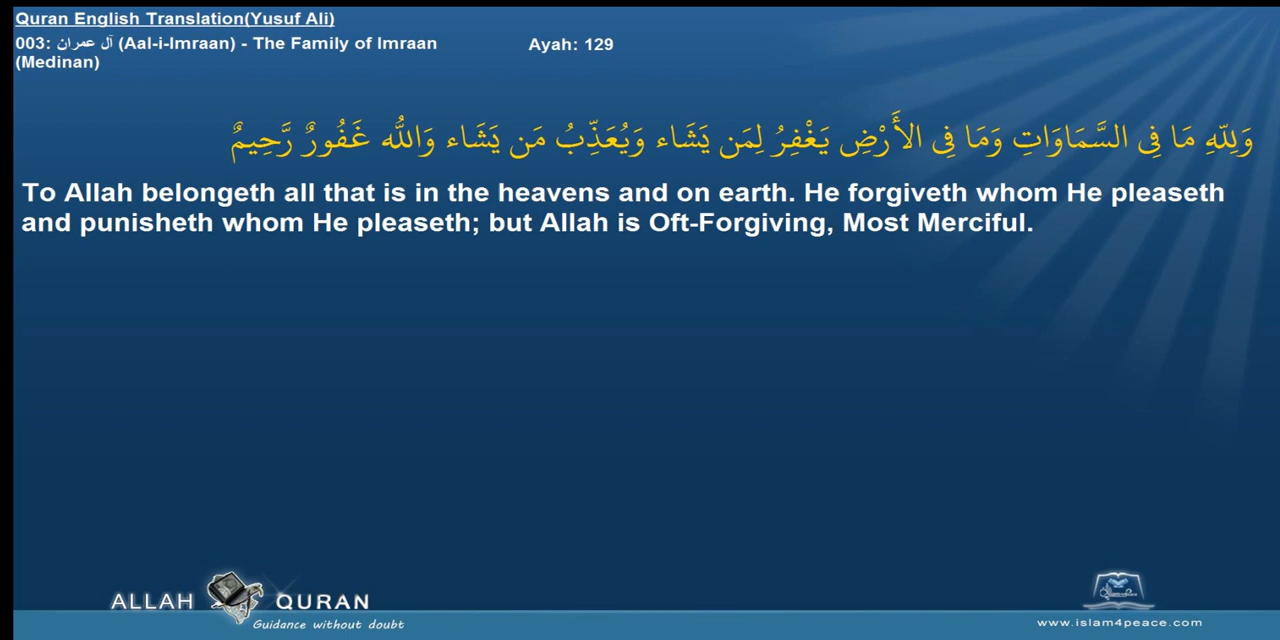 Quran English Translation(Yusuf Ali)
003: آل عمران (Aal-i-Imraan) - The Family of Imraan
(Medinan)
Ayah: 129
وَلِلّهِ مَا فِي السَّمَاوَاتِ وَمَا فِي الأَرْضِ يَغْفِرُ لِمَن يَشَاء وَيُعَذِّبُ مَن يَشَاء وَاللّهُ غَفُورٌ رَّحِيمٌ
To Allah belongeth all that is in the heavens and on earth. He forgiveth whom He pleaseth
and punisheth whom He pleaseth; but Allah is Oft-Forgiving, Most Merciful.
ALLAH QURAN
Guidance without doubt
www.islam4peace.com